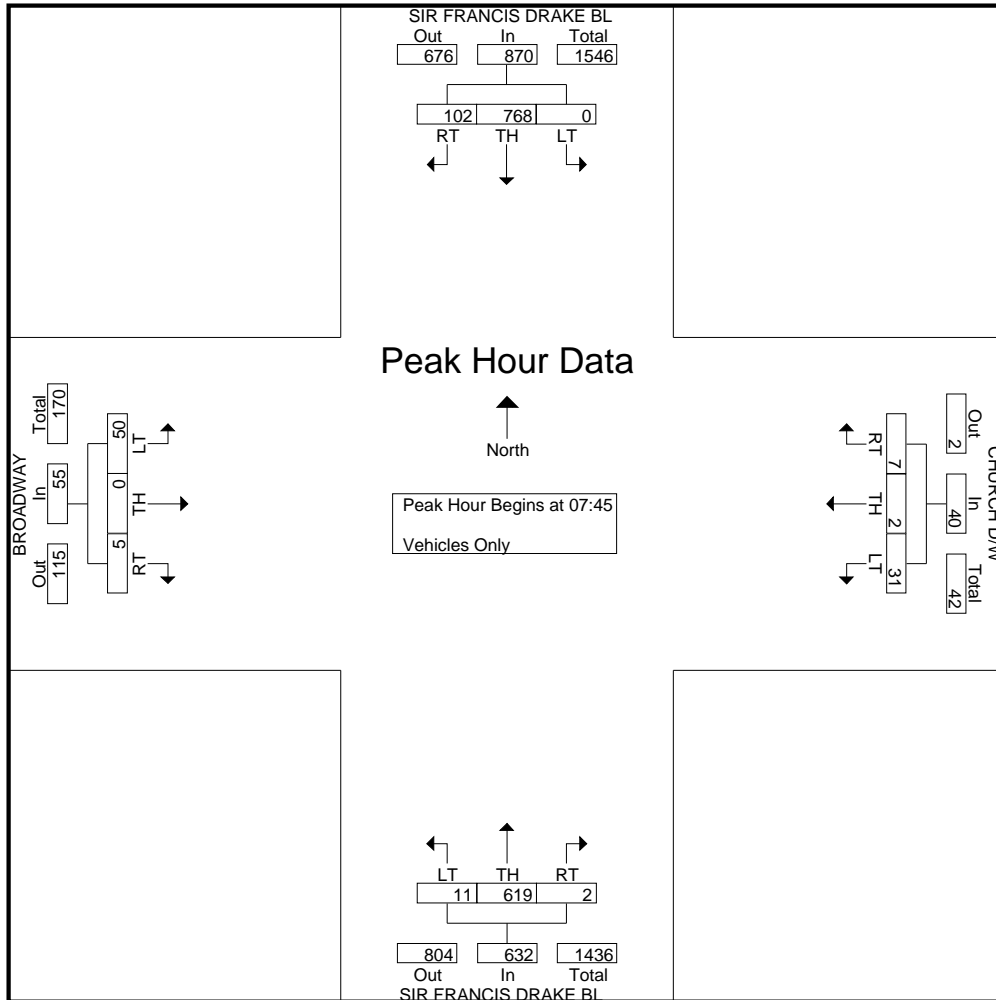 SIR FRANCIS DRAKE BL
Out In Total
676 870 1546
102 768 0
RT TH LT
Peak Hour Data
North
Peak Hour Begins at 07:45
Vehicles Only
BROADWAY
Out In Total
115 55 170
5 0 50
RT TH LT
CHURCH D/W
Out In Total
2 40 42
7 2 31
RT TH LT
LT TH RT
11 619 2
804 632 1436
Out In Total
SIR FRANCIS DRAKE BL